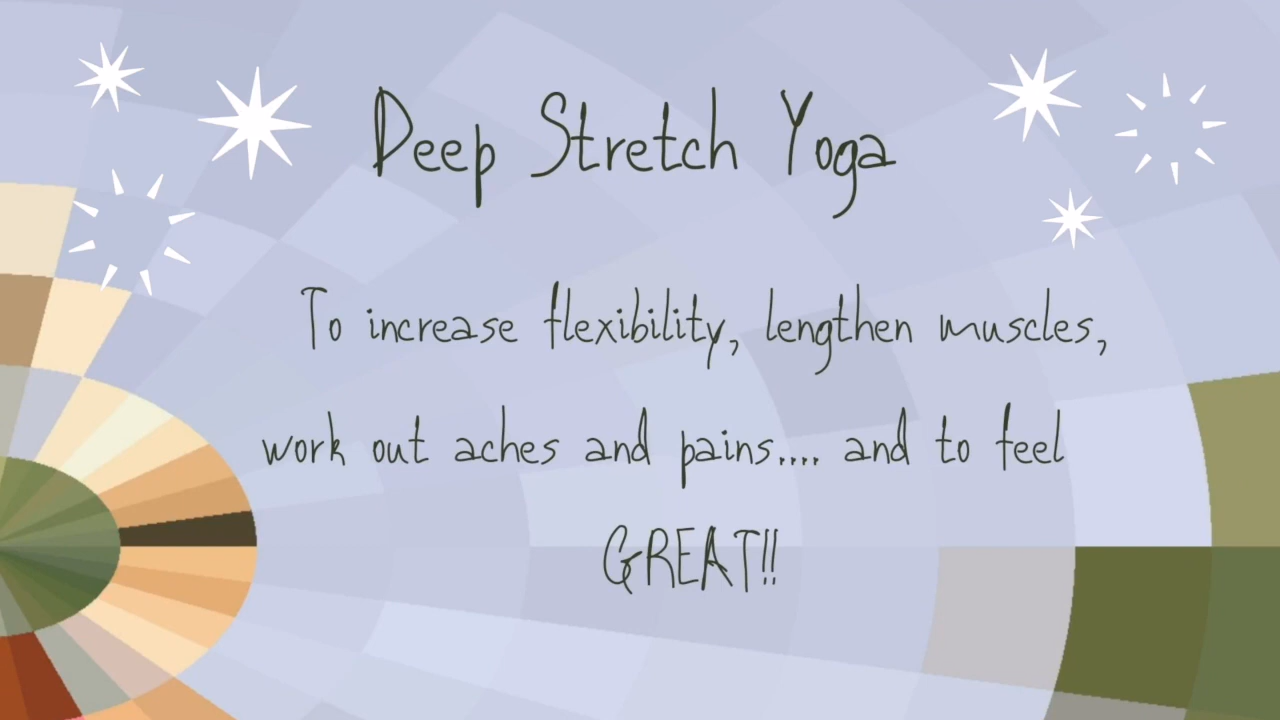 Deep Stretch Yoga
To increase flexibility, lengthen muscles,
work out aches and pains.... and to feel
GREAT!!